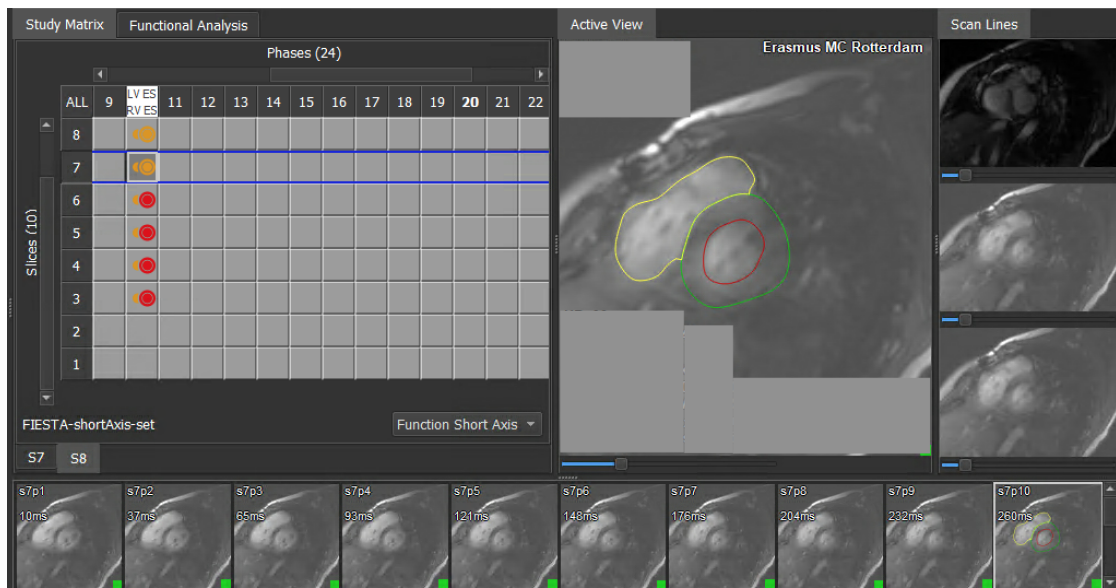 Study Matrix Functional Analysis Active View Scan Lines
Phases (24) Erasmus MC Rotterdam
ALL 9 LV ES RV ES 11 12 13 14 15 16 17 18 19 20 21 22
8
7
6
5
4
3
2
1
Slices (10)
FIESTA-shortAxis-set Function Short Axis
S7 S8
s7p1 s7p2 s7p3 s7p4 s7p5 s7p6 s7p7 s7p8 s7p9 s7p10
10ms 37ms 65ms 93ms 121ms 148ms 176ms 204ms 232ms 260ms